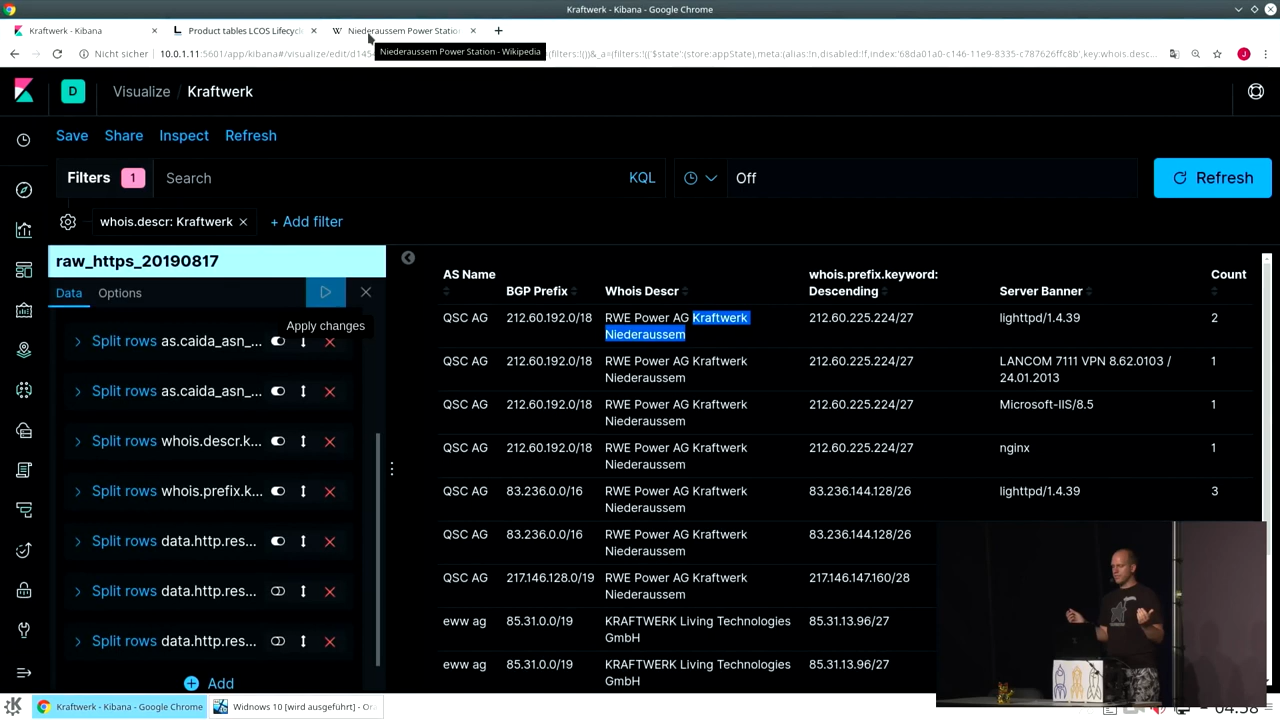 Kraftwerk - Kibana - Google Chrome
Kraftwerk - Kibana
Product tables LCOS Lifecycl
Niederaussem Power Station
Niederaussem Power Station - Wikipedia
Nicht sicher
D
Visualize / Kraftwerk
Save
Share
Inspect
Refresh
Filters
1
Search
KQL
Off
Refresh
whois.descr: Kraftwerk
+ Add filter
raw_https_20190817
Data
Options
Apply changes
Split rows as.caida_asn_...
Split rows as.caida_asn_...
Split rows whois.descr.k...
Split rows whois.prefix.k...
Split rows data.http.res...
Split rows data.http.res...
Split rows data.http.res...
Add
AS Name
BGP Prefix
Whois Descr
whois.prefix.keyword:
Descending
Server Banner
Count
QSC AG 212.60.192.0/18 RWE Power AG Kraftwerk 212.60.225.224/27 lighttpd/1.4.39 2
Niederaussem
QSC AG 212.60.192.0/18 RWE Power AG Kraftwerk 212.60.225.224/27 LANCOM 7111 VPN 8.62.0103 / 1
Niederaussem 24.01.2013
QSC AG 212.60.192.0/18 RWE Power AG Kraftwerk 212.60.225.224/27 Microsoft-IIS/8.5 1
Niederaussem
QSC AG 212.60.192.0/18 RWE Power AG Kraftwerk 212.60.225.224/27 nginx 1
Niederaussem
QSC AG 83.236.0.0/16 RWE Power AG Kraftwerk 83.236.144.128/26 lighttpd/1.4.39 3
Niederaussem
QSC AG 83.236.0.0/16 RWE Power AG Kraftwerk 83.236.144.128/26
Niederaussem
QSC AG 217.146.128.0/19 RWE Power AG Kraftwerk 217.146.147.160/28
Niederaussem
eww ag 85.31.0.0/19 KRAFTWERK Living Technologies 85.31.13.96/27
GmbH
eww ag 85.31.0.0/19 KRAFTWERK Living Technologies 85.31.13.96/27
GmbH
Kraftwerk - Kibana - Google Chrome
Widnows 10 [wird ausgeführt] - Ora